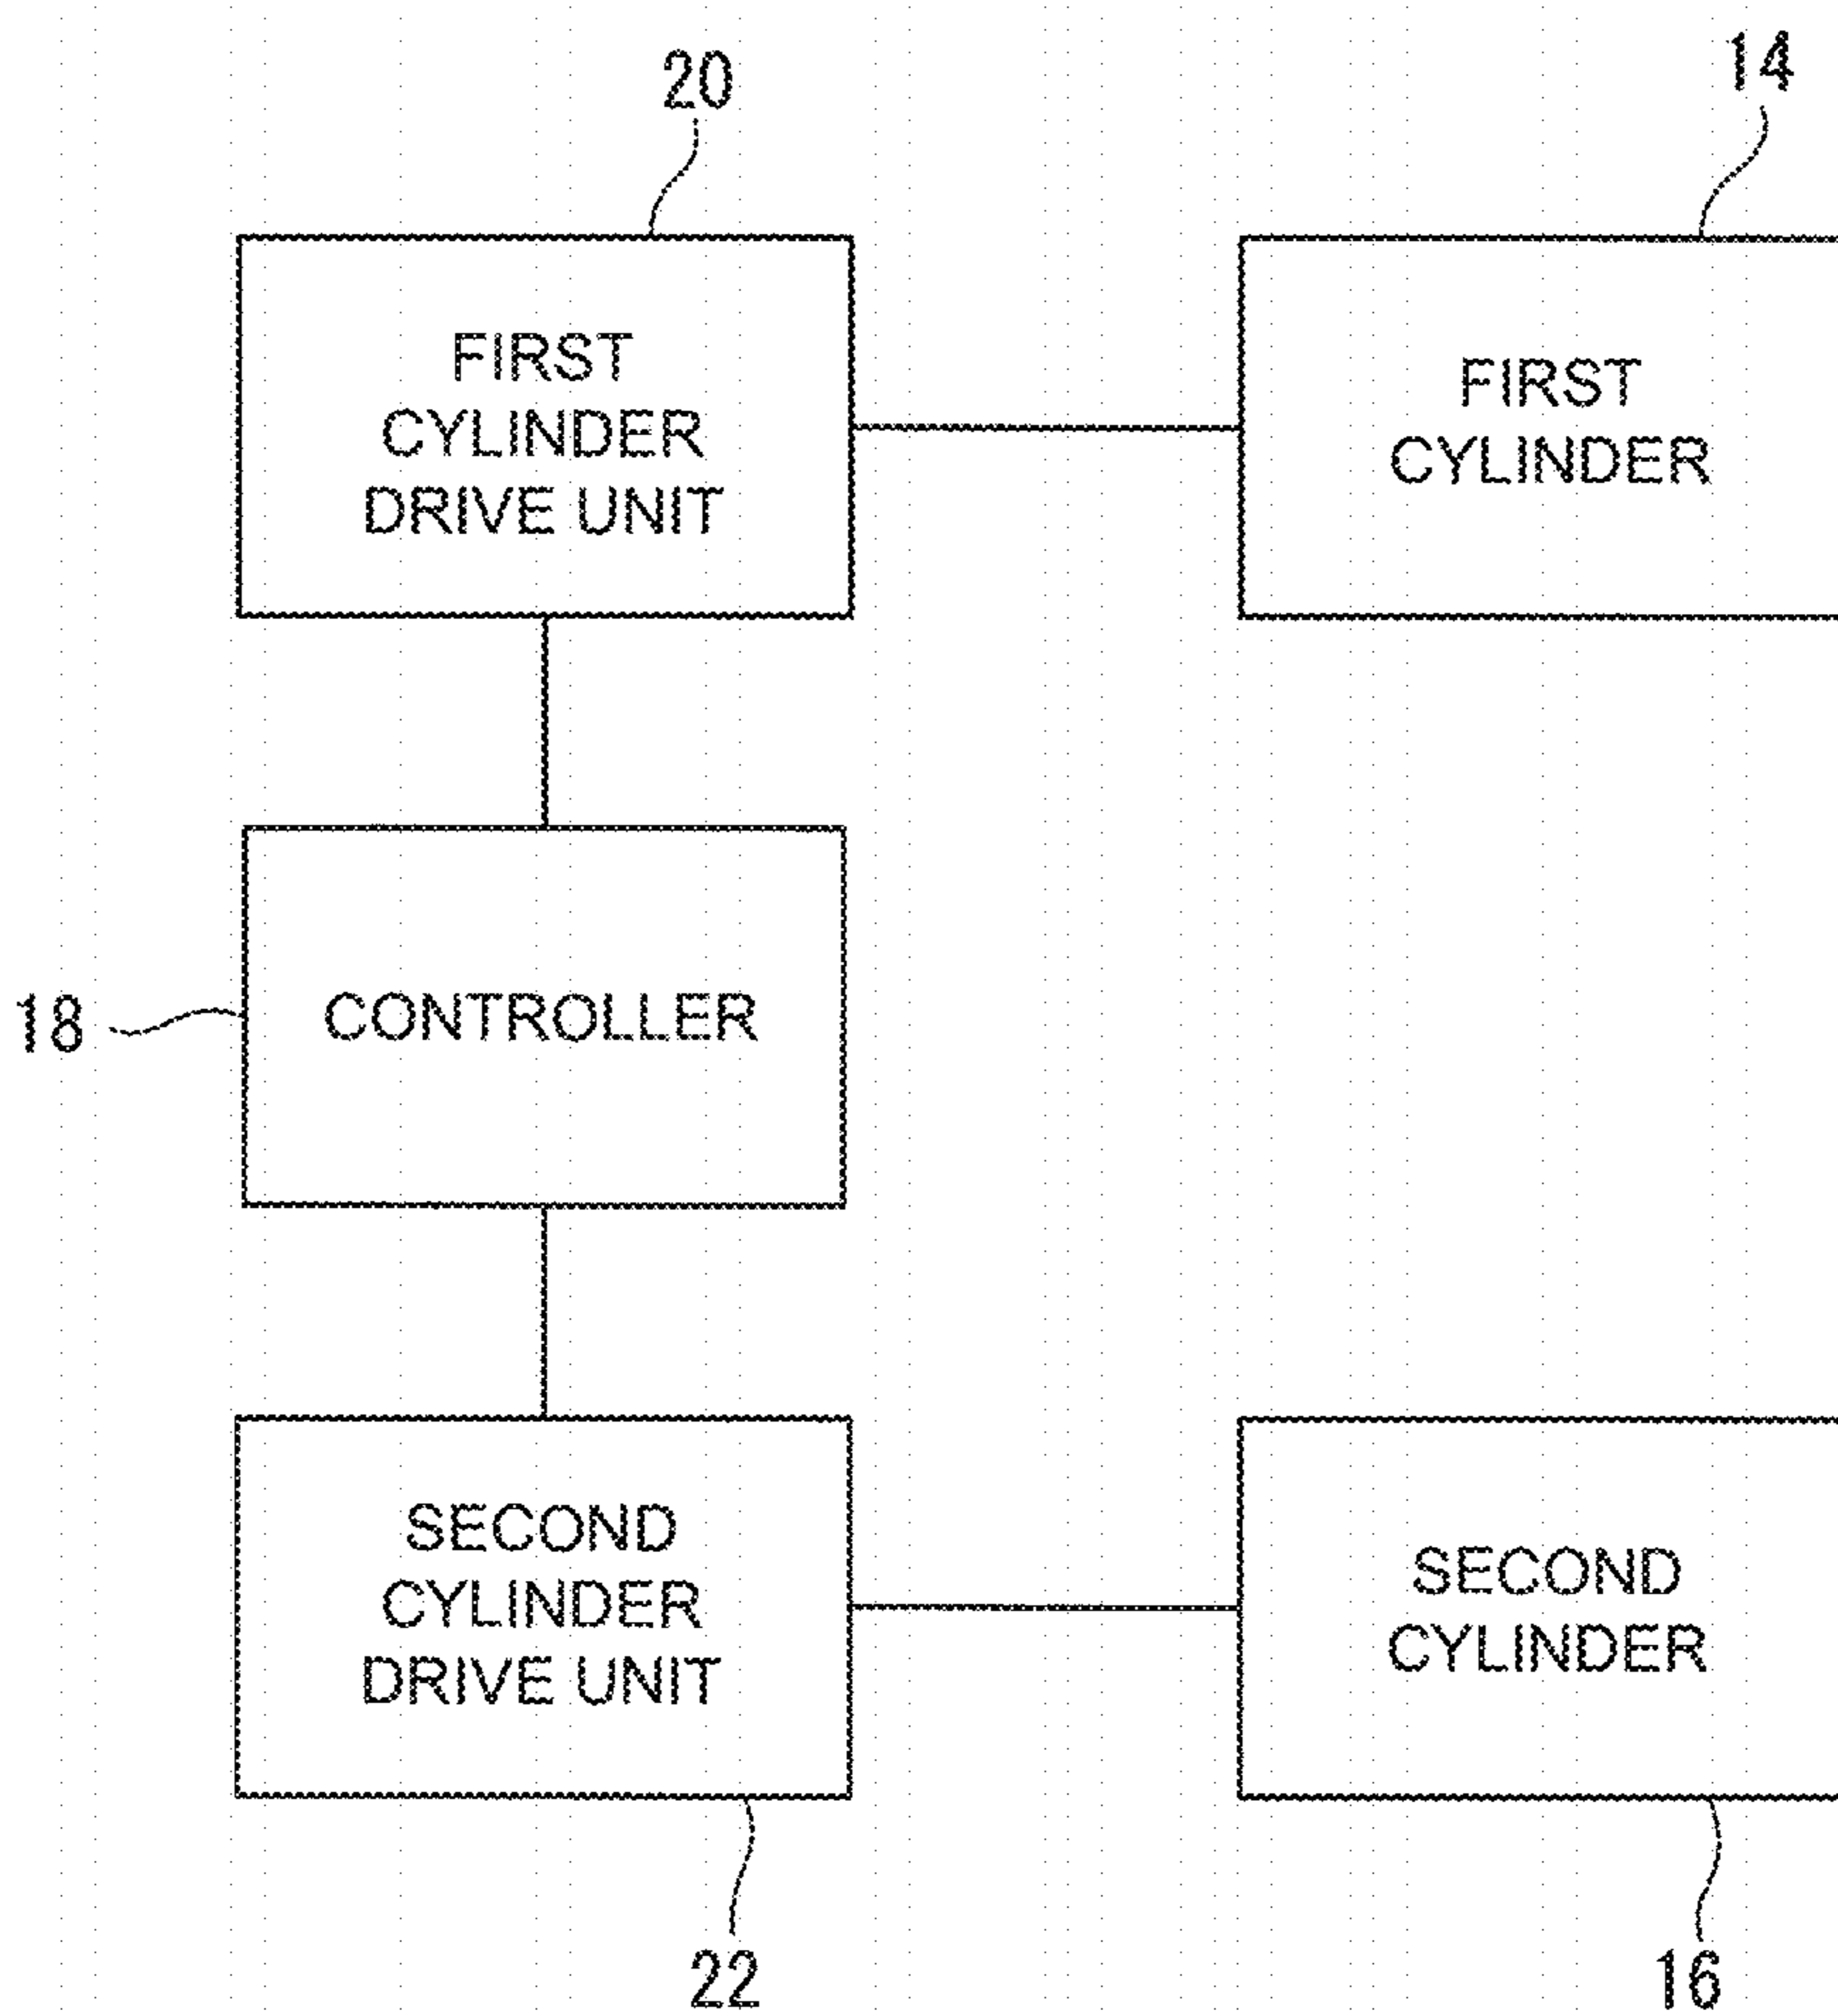 20
14
FIRST
CYLINDER
DRIVE UNIT
FIRST
CYLINDER
18
CONTROLLER
SECOND
CYLINDER
DRIVE UNIT
SECOND
CYLINDER
22
16